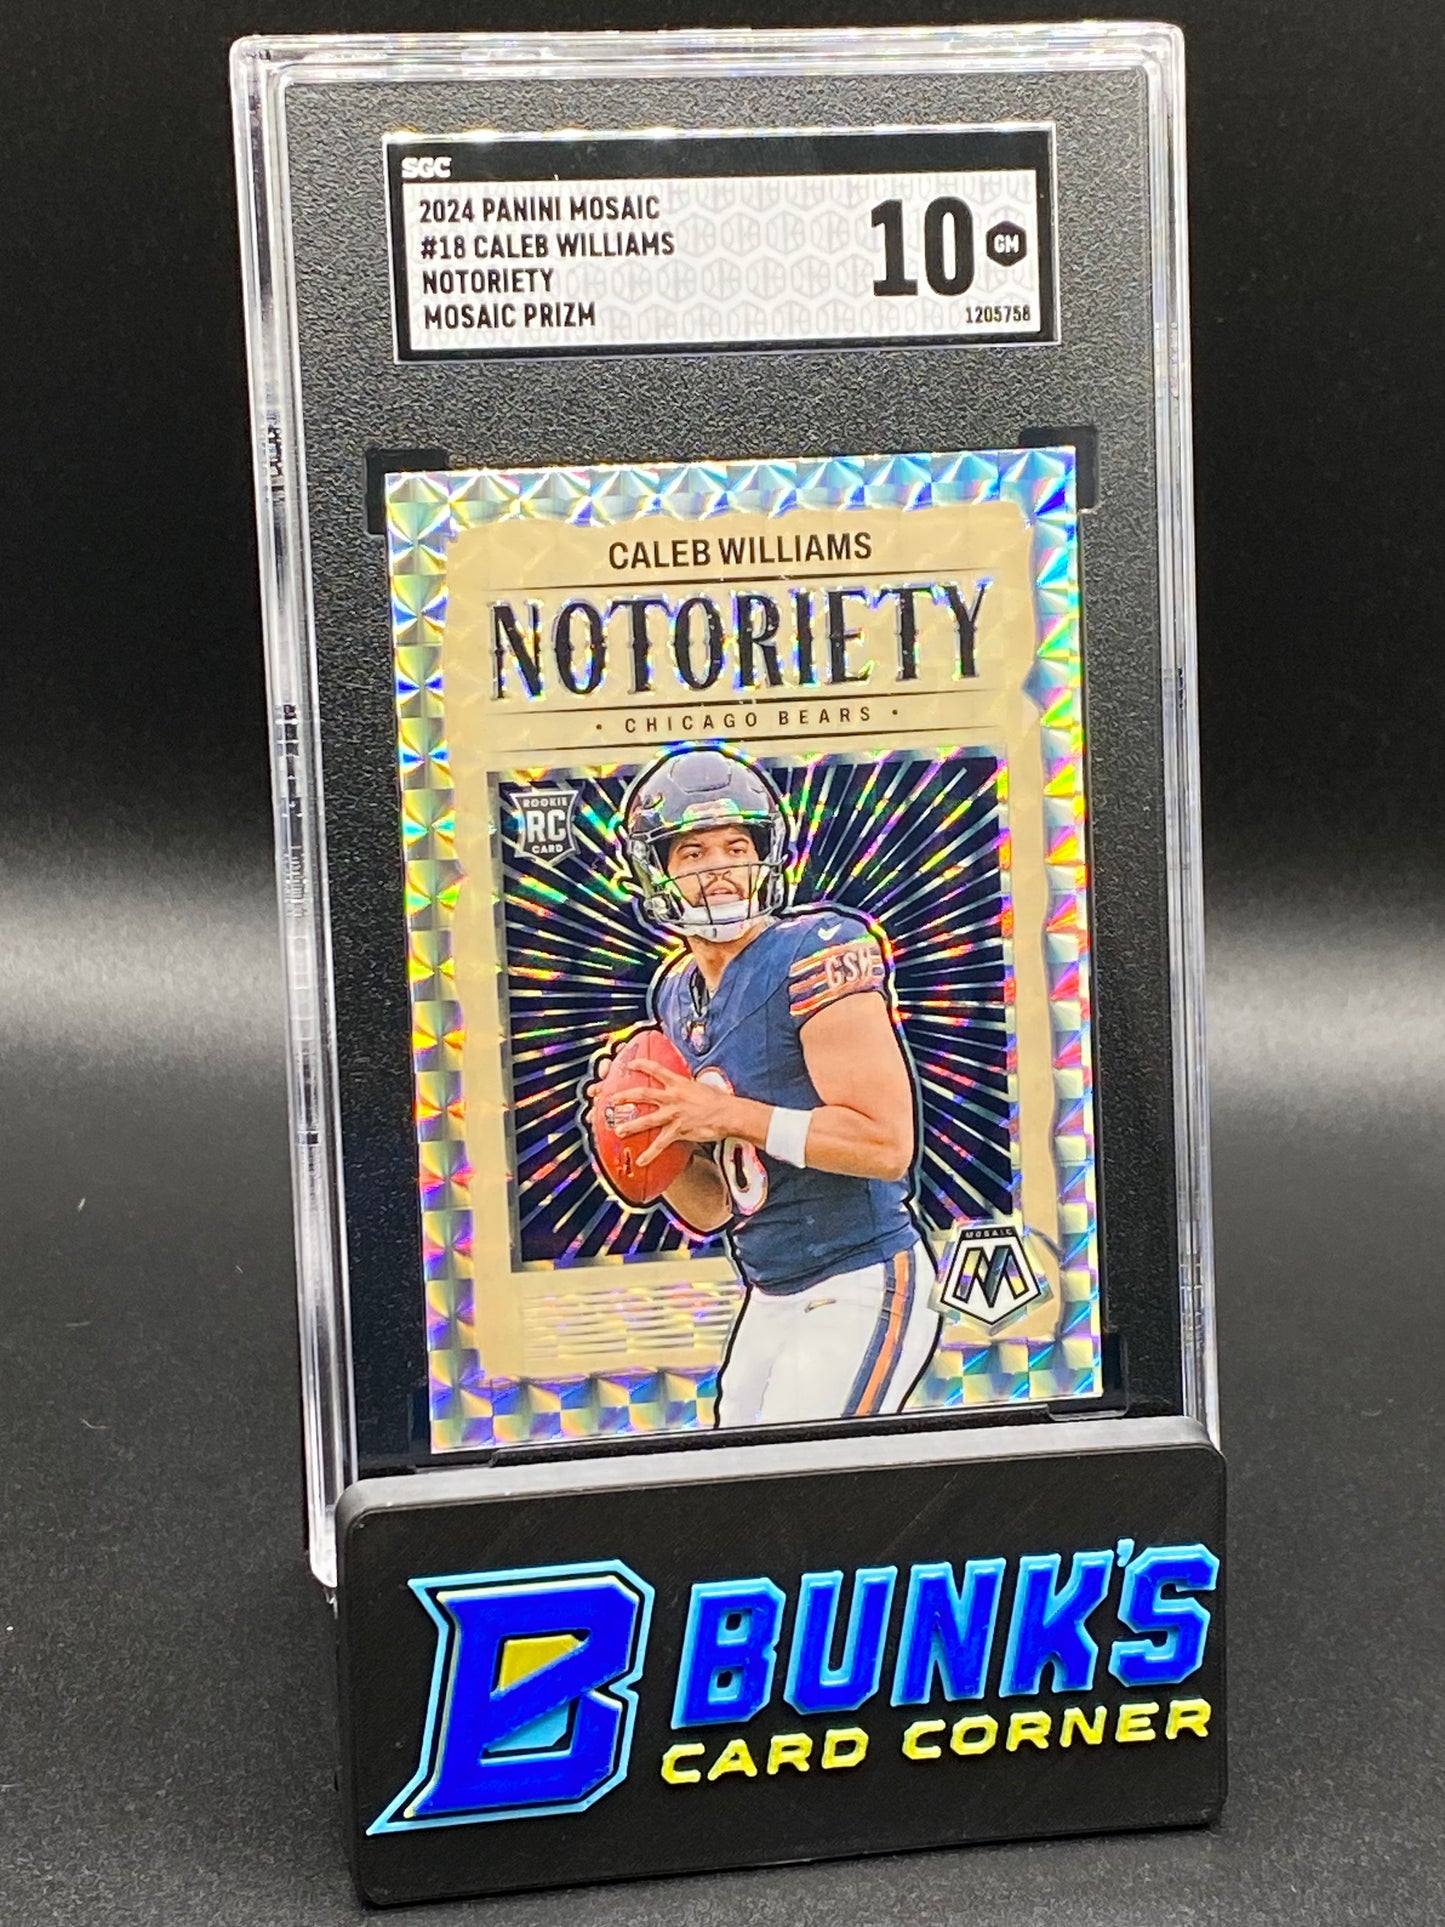 SGC
2024 PANINI MOSAIC
#18 CALEB WILLIAMS
NOTORIETY
MOSAIC PRIZM
10 GM
1205758
CALEB WILLIAMS
NOTORIETY
• CHICAGO BEARS •
ROOKIE
RC
CARD
GSH
MOSAIC
M
B BUNK'S
CARD CORNER